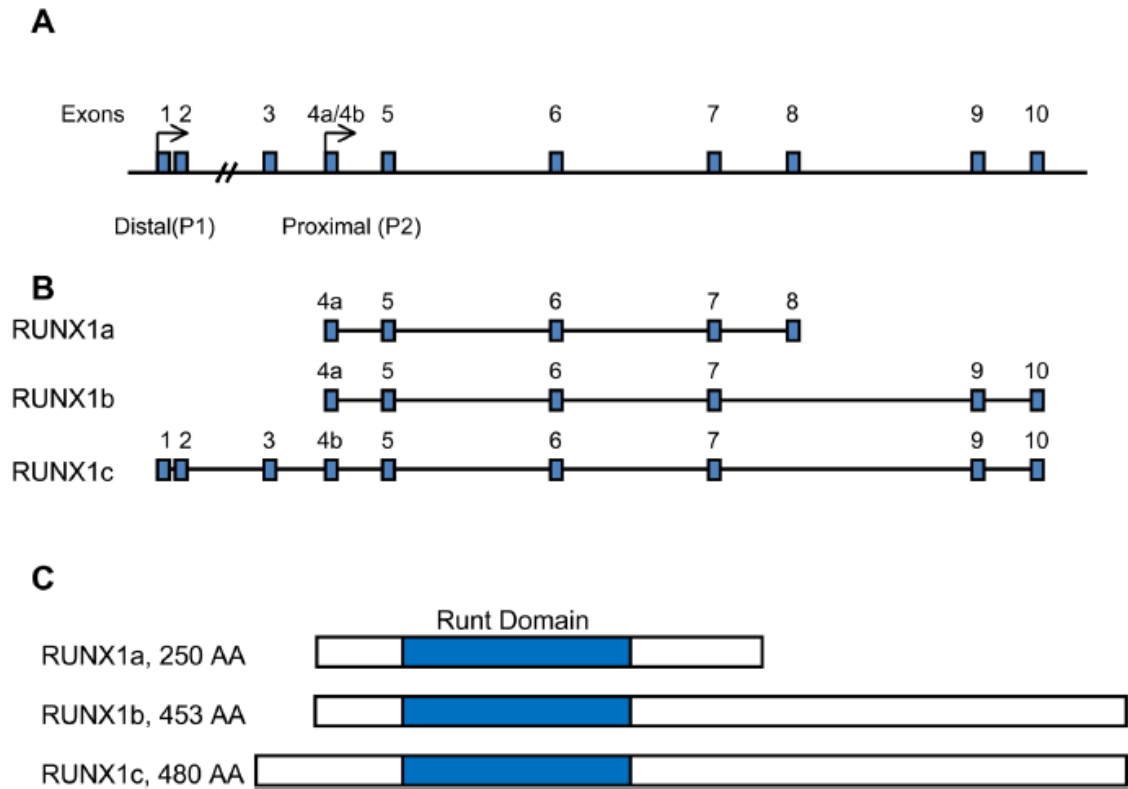 A
Exons 1 2 3 4a/4b 5 6 7 8 9 10
Distal(P1) Proximal (P2)
B
4a 5 6 7 8
RUNX1a
4a 5 6 7 9 10
RUNX1b
1 2 3 4b 5 6 7 9 10
RUNX1c
C
Runt Domain
RUNX1a, 250 AA
RUNX1b, 453 AA
RUNX1c, 480 AA